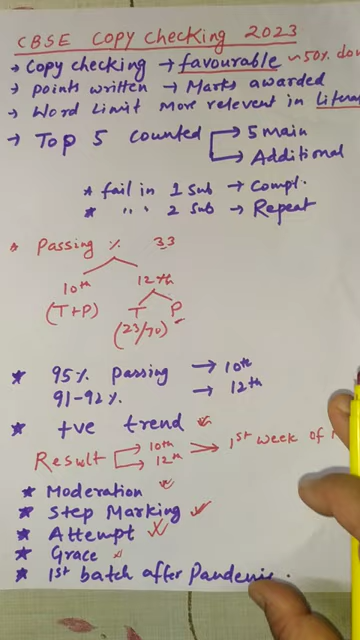 CBSE Copy Checking 2023
→ Copy checking → favourable ~50% dou
→ points written → Marks awarded
→ Word Limit More relevent in Litera
→ Top 5 counted → 5 main
→ Additional
* fail in 1 Sub → Compl.
* " " 2 Sub → Repeat
* Passing % 33
10th 12th
(T+P) T P
(23/70)
* 95% passing → 10th
91-92% → 12th
* +ve trend
Result → 10th → 1st week of
→ 12th
* Moderation
* Step Marking ✓
* Attempt ✓
* Grace
* 1st batch after Pandemic.